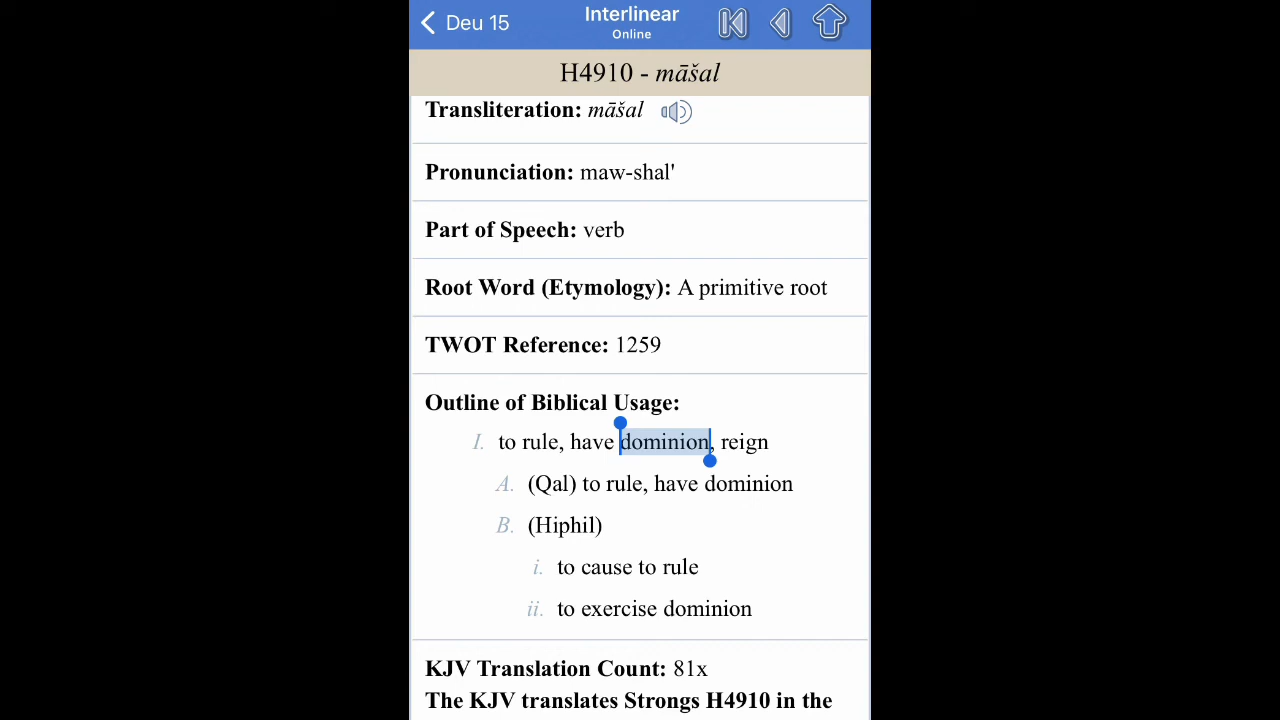 Deu 15
Interlinear
Online
H4910 - māšal
Transliteration: māšal
Pronunciation: maw-shal'
Part of Speech: verb
Root Word (Etymology): A primitive root
TWOT Reference: 1259
Outline of Biblical Usage:
I. to rule, have dominion, reign
A. (Qal) to rule, have dominion
B. (Hiphil)
i. to cause to rule
ii. to exercise dominion
KJV Translation Count: 81x
The KJV translates Strongs H4910 in the